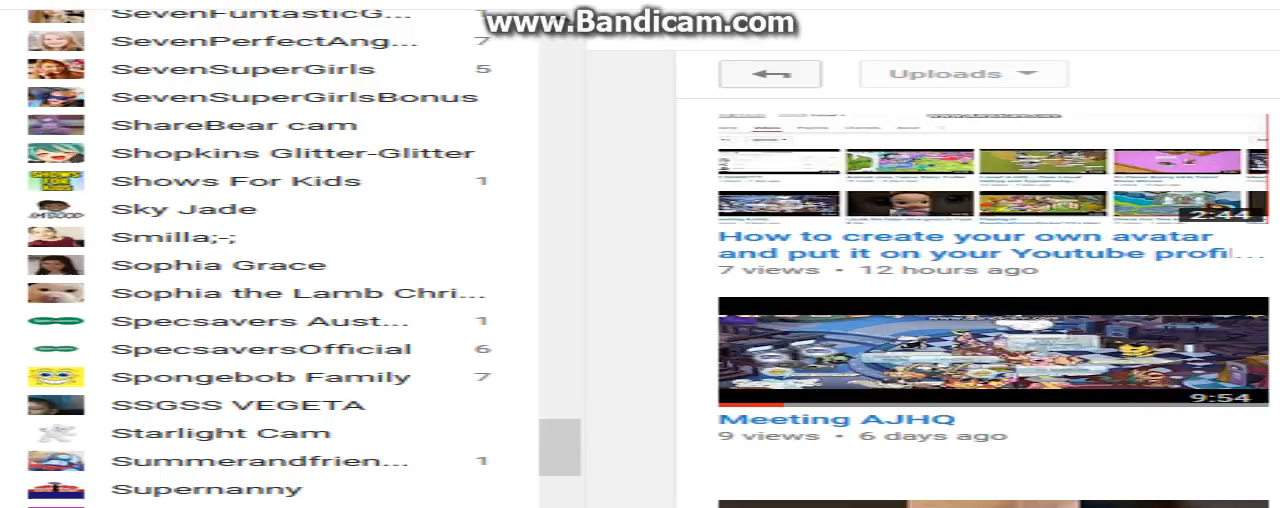 www.Bandicam.com
SevenFuntasticG... 1
SevenPerfectAng... 7
SevenSuperGirls 5
SevenSuperGirlsBonus
ShareBear cam
Shopkins Glitter-Glitter
Shows For Kids 1
Sky Jade
Smilla;-;
Sophia Grace
Sophia the Lamb Chri...
Specsavers Aust... 1
SpecsaversOfficial 6
Spongebob Family 7
SSGSS VEGETA
Starlight Cam
Summerandfrien... 1
Supernanny
Uploads
2:44
How to create your own avatar
and put it on your Youtube profi...
7 views • 12 hours ago
9:54
Meeting AJHQ
9 views • 6 days ago